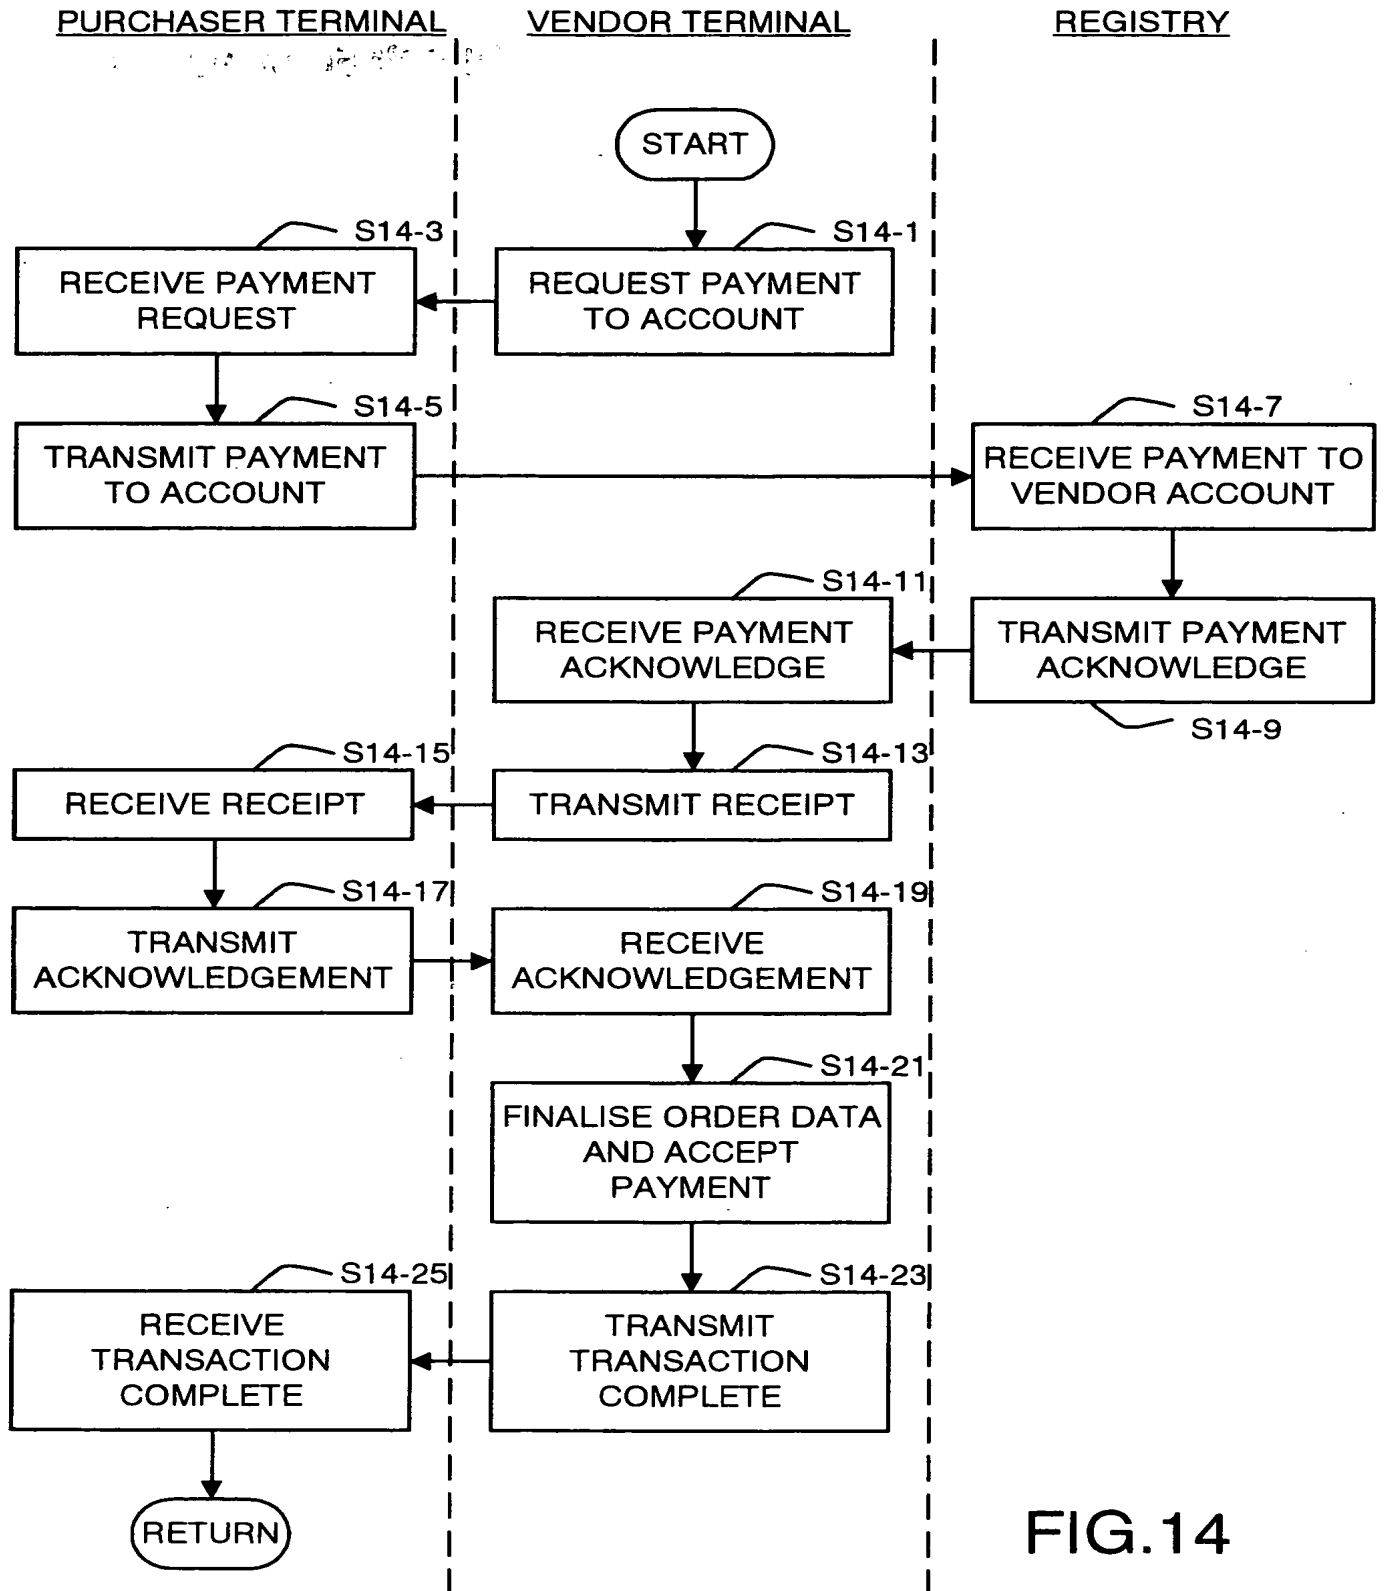 PURCHASER TERMINAL
VENDOR TERMINAL
REGISTRY
START
S14-3
S14-1
RECEIVE PAYMENT
REQUEST
REQUEST PAYMENT
TO ACCOUNT
S14-5
S14-7
TRANSMIT PAYMENT
TO ACCOUNT
RECEIVE PAYMENT TO
VENDOR ACCOUNT
S14-11
RECEIVE PAYMENT
ACKNOWLEDGE
TRANSMIT PAYMENT
ACKNOWLEDGE
S14-9
S14-15
S14-13
RECEIVE RECEIPT
TRANSMIT RECEIPT
S14-17
S14-19
TRANSMIT
ACKNOWLEDGEMENT
RECEIVE
ACKNOWLEDGEMENT
S14-21
FINALISE ORDER DATA
AND ACCEPT
PAYMENT
S14-25
S14-23
RECEIVE
TRANSACTION
COMPLETE
TRANSMIT
TRANSACTION
COMPLETE
RETURN
FIG.14